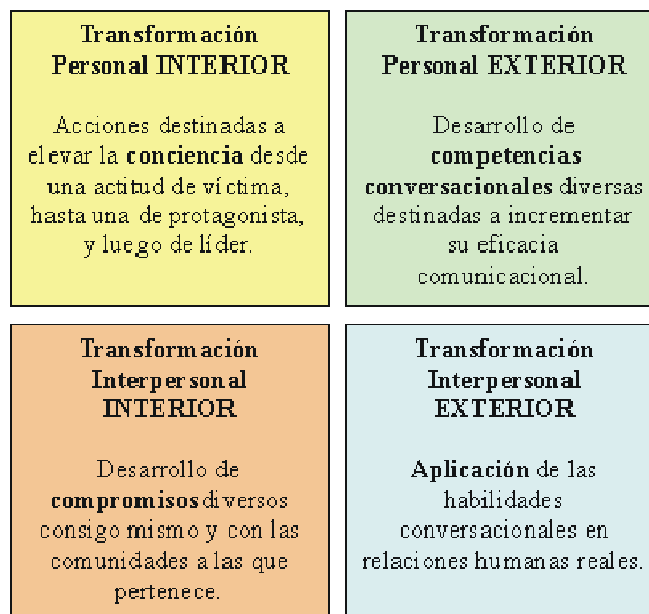 Transformación
Personal INTERIOR
Acciones destinadas a
elevar la conciencia desde
una actitud de víctima,
hasta una de protagonista,
y luego de líder.
Transformación
Personal EXTERIOR
Desarrollo de
competencias
conversacionales diversas
destinadas a incrementar
su eficacia
comunicacional.
Transformación
Interpersonal
INTERIOR
Desarrollo de
compromisos diversos
consigo mismo y con las
comunidades a las que
pertenece.
Transformación
Interpersonal
EXTERIOR
Aplicación de las
habilidades
conversacionales en
relaciones humanas reales.